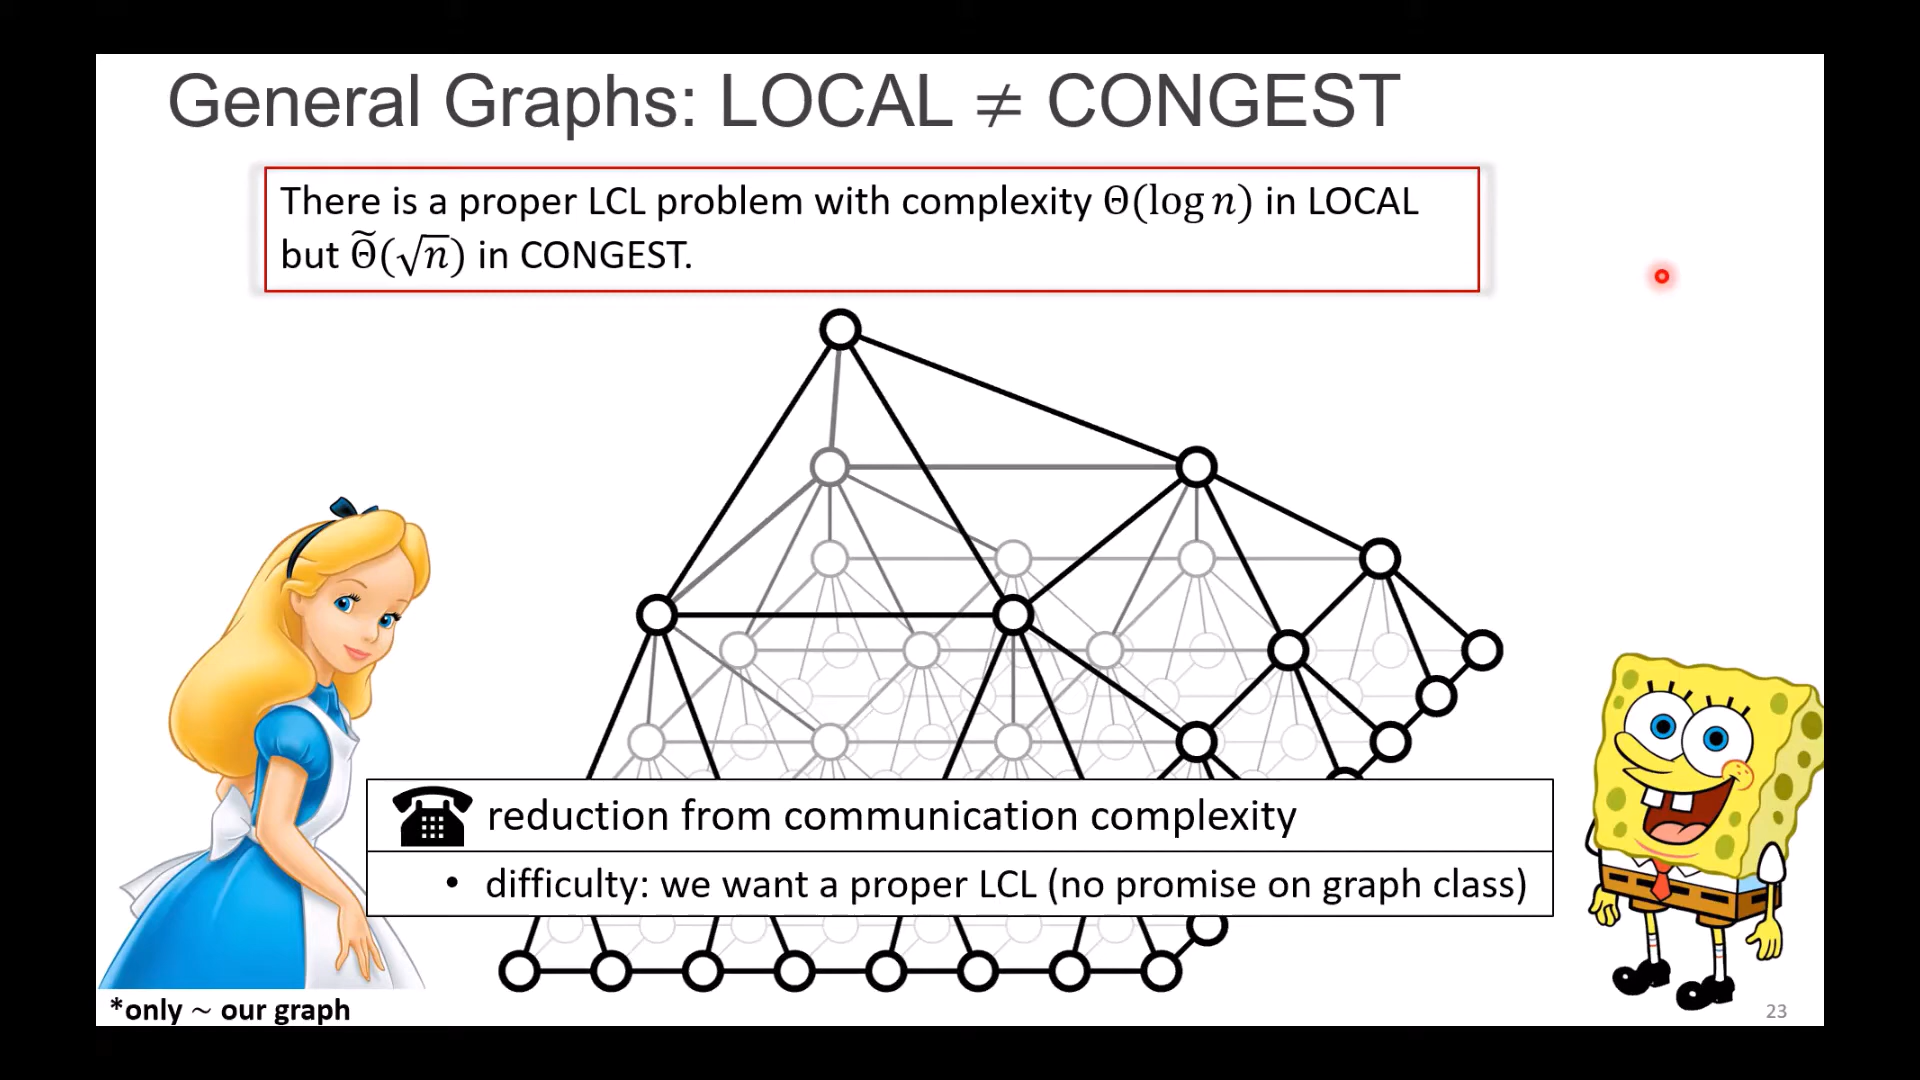 General Graphs: LOCAL ≠ CONGEST
There is a proper LCL problem with complexity Θ(log n) in LOCAL
but Θ̃(√n) in CONGEST.
reduction from communication complexity
• difficulty: we want a proper LCL (no promise on graph class)
*only ~ our graph
23